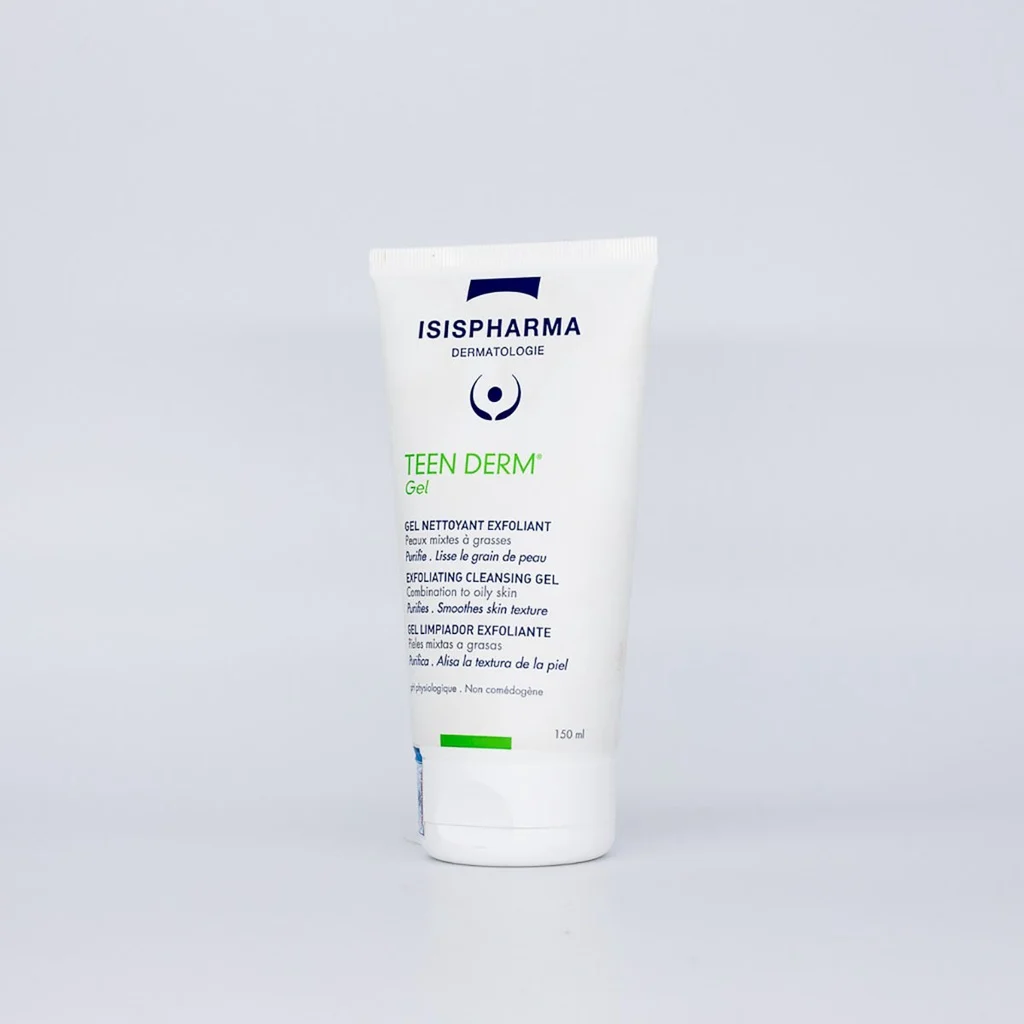 ISISPHARMA
DERMATOLOGIE
TEEN DERM®
Gel
GEL NETTOYANT EXFOLIANT
Peaux mixtes à grasses
Purifie . Lisse le grain de peau
EXFOLIATING CLEANSING GEL
Combination to oily skin
Purifies . Smoothes skin texture
GEL LIMPIADOR EXFOLIANTE
Pieles mixtas a grasas
Purifica . Alisa la textura de la piel
pH physiologique . Non comédogène
150 ml